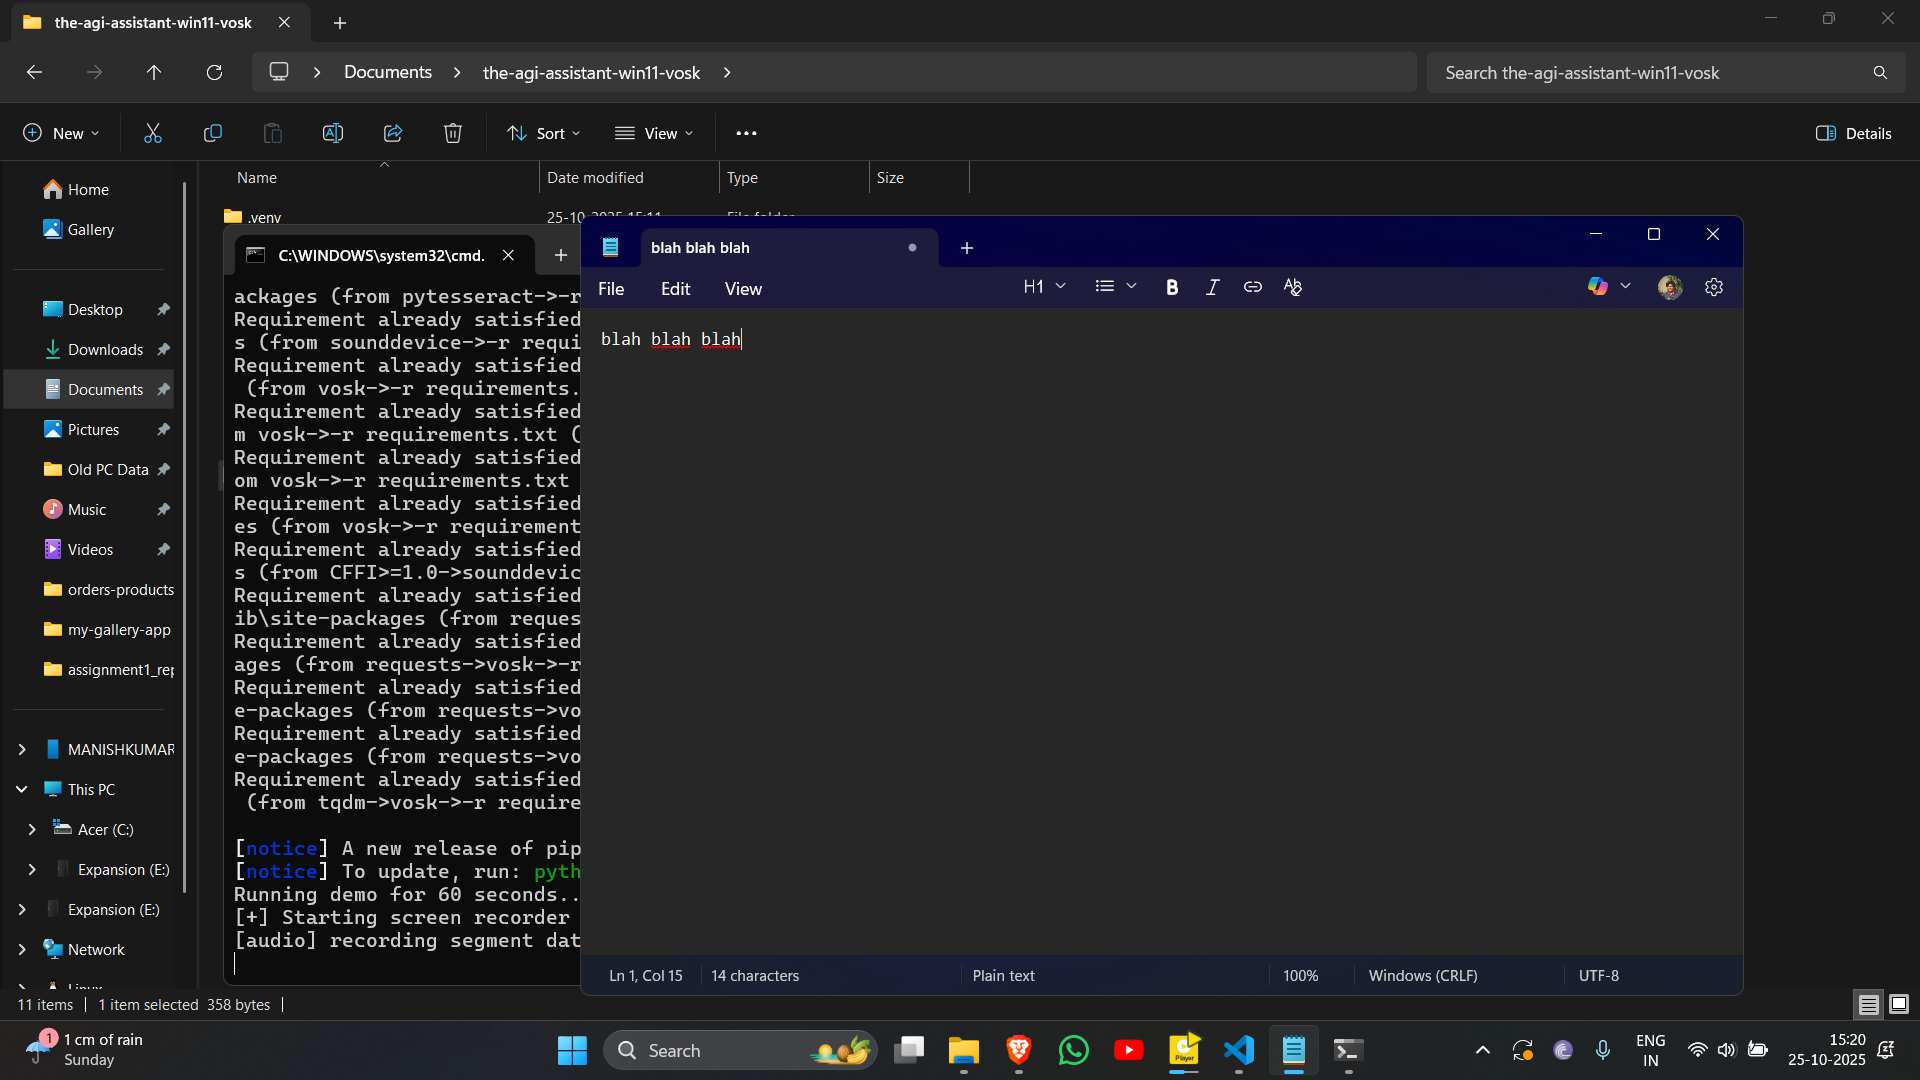 the-agi-assistant-win11-vosk
Documents
the-agi-assistant-win11-vosk
Search the-agi-assistant-win11-vosk
New
Sort
View
Details
Name
Date modified
Type
Size
.venv
Home
Gallery
Desktop
Downloads
Documents
Pictures
Old PC Data
Music
Videos
orders-products
my-gallery-app
assignment1_rep
MANISHKUMAR
This PC
Acer (C:)
Expansion (E:)
Expansion (E:)
Network
Linux
11 items
1 item selected 358 bytes
C:\WINDOWS\system32\cmd.
ackages (from pytesseract->-r
Requirement already satisfied
s (from sounddevice->-r requi
Requirement already satisfied
(from vosk->-r requirements.
Requirement already satisfied
m vosk->-r requirements.txt (
Requirement already satisfied
om vosk->-r requirements.txt
Requirement already satisfied
es (from vosk->-r requirement
Requirement already satisfied
s (from CFFI>=1.0->sounddevic
Requirement already satisfied
ib\site-packages (from reques
Requirement already satisfied
ages (from requests->vosk->-r
Requirement already satisfied
e-packages (from requests->vo
Requirement already satisfied
e-packages (from requests->vo
Requirement already satisfied
(from tqdm->vosk->-r require
[notice] A new release of pip
[notice] To update, run: pyth
Running demo for 60 seconds..
[+] Starting screen recorder
[audio] recording segment dat
blah blah blah
File
Edit
View
H1
B
I
blah blah blah
Ln 1, Col 15
14 characters
Plain text
100%
Windows (CRLF)
UTF-8
1
1 cm of rain
Sunday
Search
Player
ENG
IN
15:20
25-10-2025